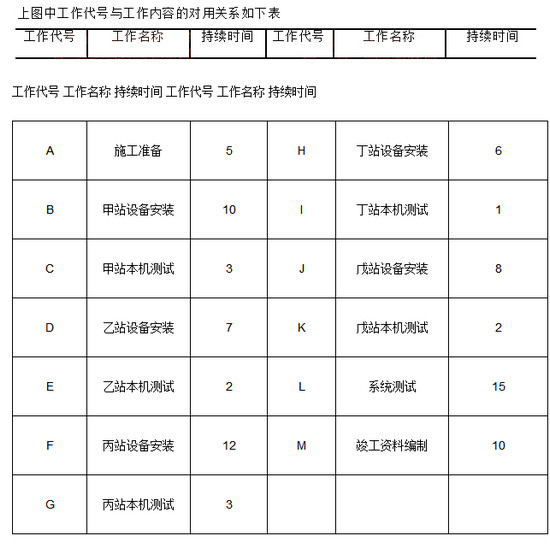 上图中工作代号与工作内容的对用关系如下表
工作代号 工作名称 持续时间 工作代号 工作名称 持续时间
工作代号 工作名称 持续时间 工作代号 工作名称 持续时间
A 施工准备 5 H 丁站设备安装 6
B 甲站设备安装 10 I 丁站本机测试 1
C 甲站本机测试 3 J 戊站设备安装 8
D 乙站设备安装 7 K 戊站本机测试 2
E 乙站本机测试 2 L 系统测试 15
F 丙站设备安装 12 M 竣工资料编制 10
G 丙站本机测试 3